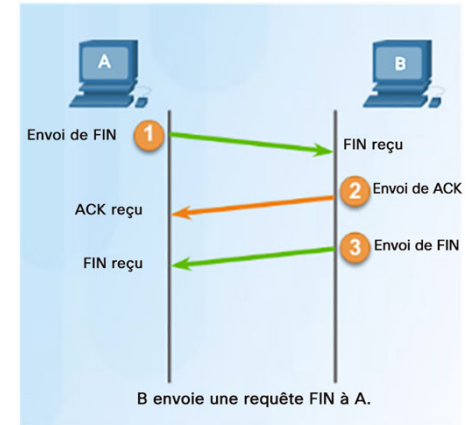 A
B
Envoi de FIN
1
FIN reçu
2
Envoi de ACK
ACK reçu
3
Envoi de FIN
FIN reçu
B envoie une requête FIN à A.